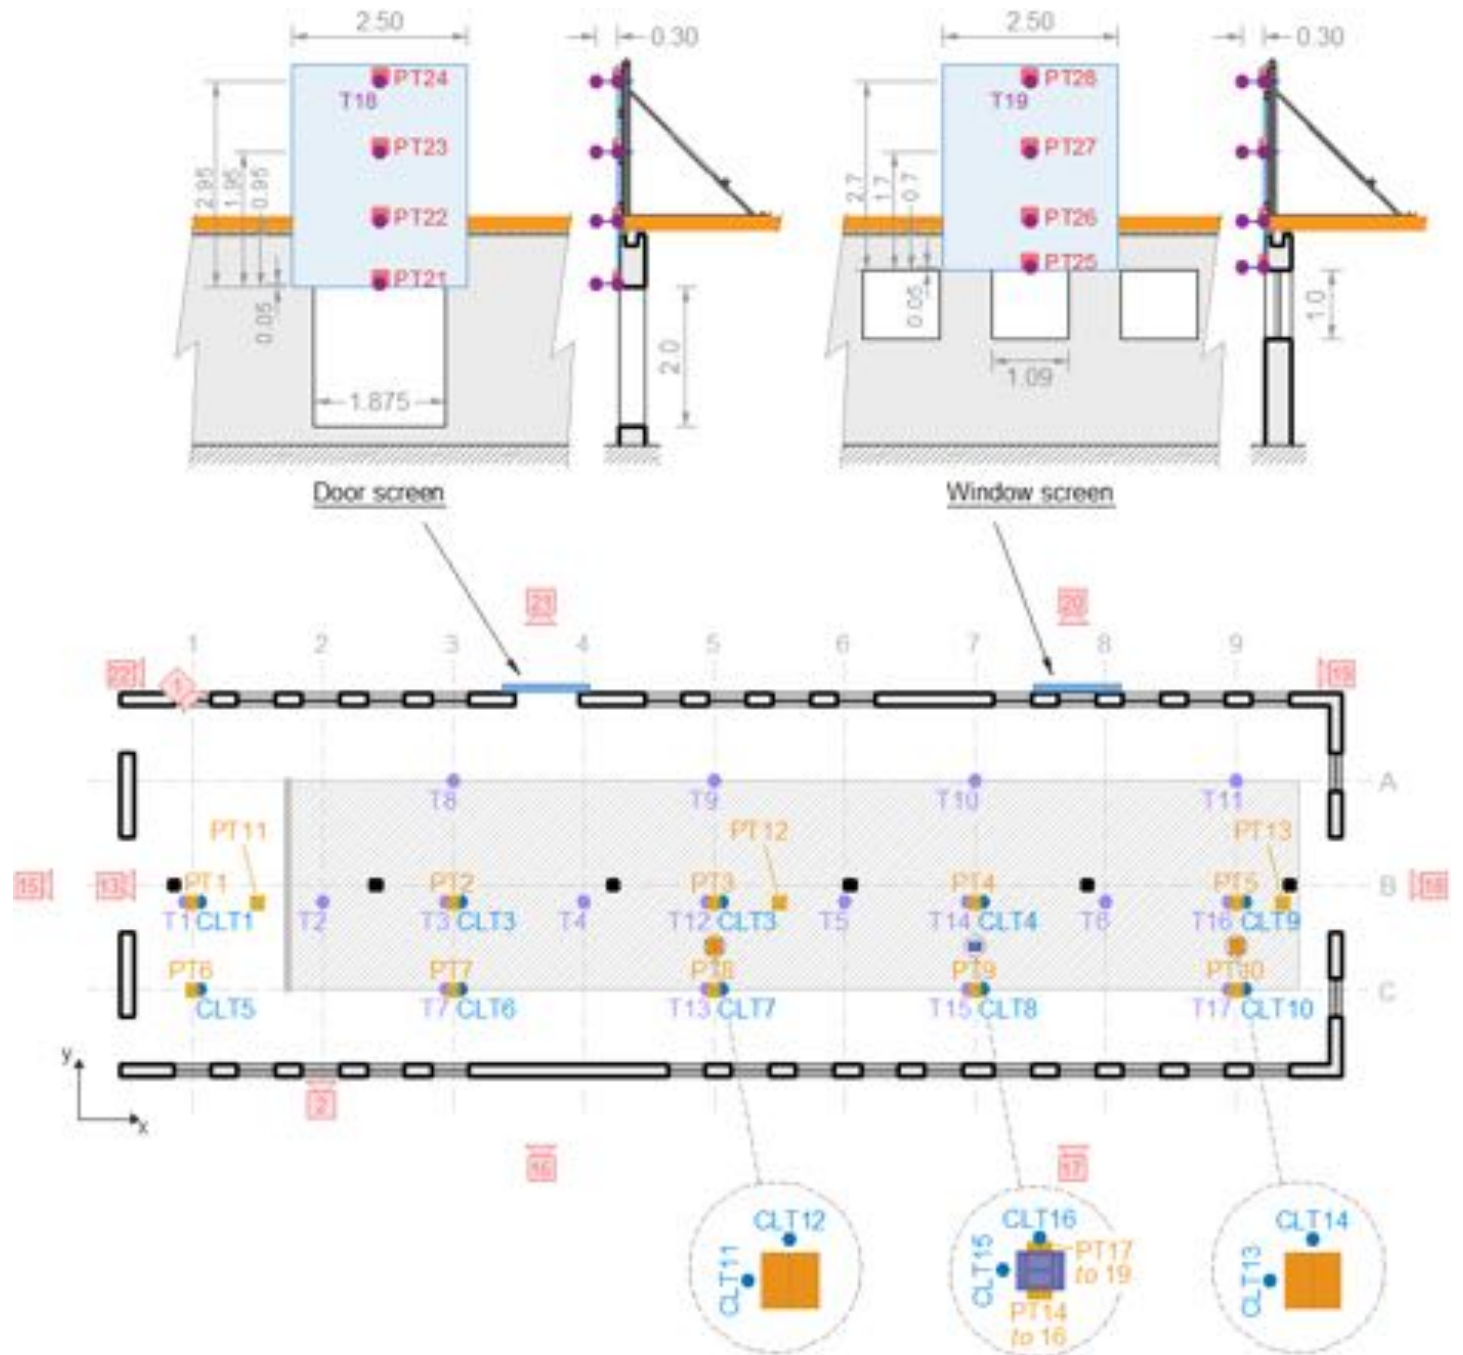 2.50
0.30
2.50
0.30
PT24
T18
PT28
T19
PT23
PT27
2.95
1.95
0.95
2.7
1.7
0.7
PT22
PT26
PT21
PT25
0.05
0.05
2.0
1.0
1.875
1.09
Door screen
Window screen
21
20
1 2 3 4 5 6 7 8 9
22
1
19
A
T8 T9 T10 T11
PT11 PT12 PT13
15 13 PT1 PT2 PT3 PT4 PT5 B 18
T1 CLT1 T2 T3 CLT3 T4 T12 CLT3 T5 T14 CLT4 T6 T16 CLT9
PT6 PT7 PT8 PT9 PT10
C
CLT5 T7 CLT6 T13 CLT7 T15 CLT8 T17 CLT10
y
2
x
16 17
CLT12
CLT11
CLT16
CLT15
PT17
to 19
PT14
to 16
CLT14
CLT13